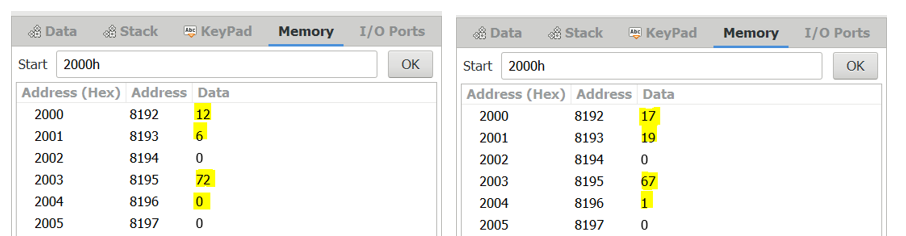 Data Stack Abc KeyPad Memory I/O Ports
Start 2000h OK
Address (Hex) Address Data
2000 8192 12
2001 8193 6
2002 8194 0
2003 8195 72
2004 8196 0
2005 8197 0
Data Stack Abc KeyPad Memory I/O Ports
Start 2000h OK
Address (Hex) Address Data
2000 8192 17
2001 8193 19
2002 8194 0
2003 8195 67
2004 8196 1
2005 8197 0